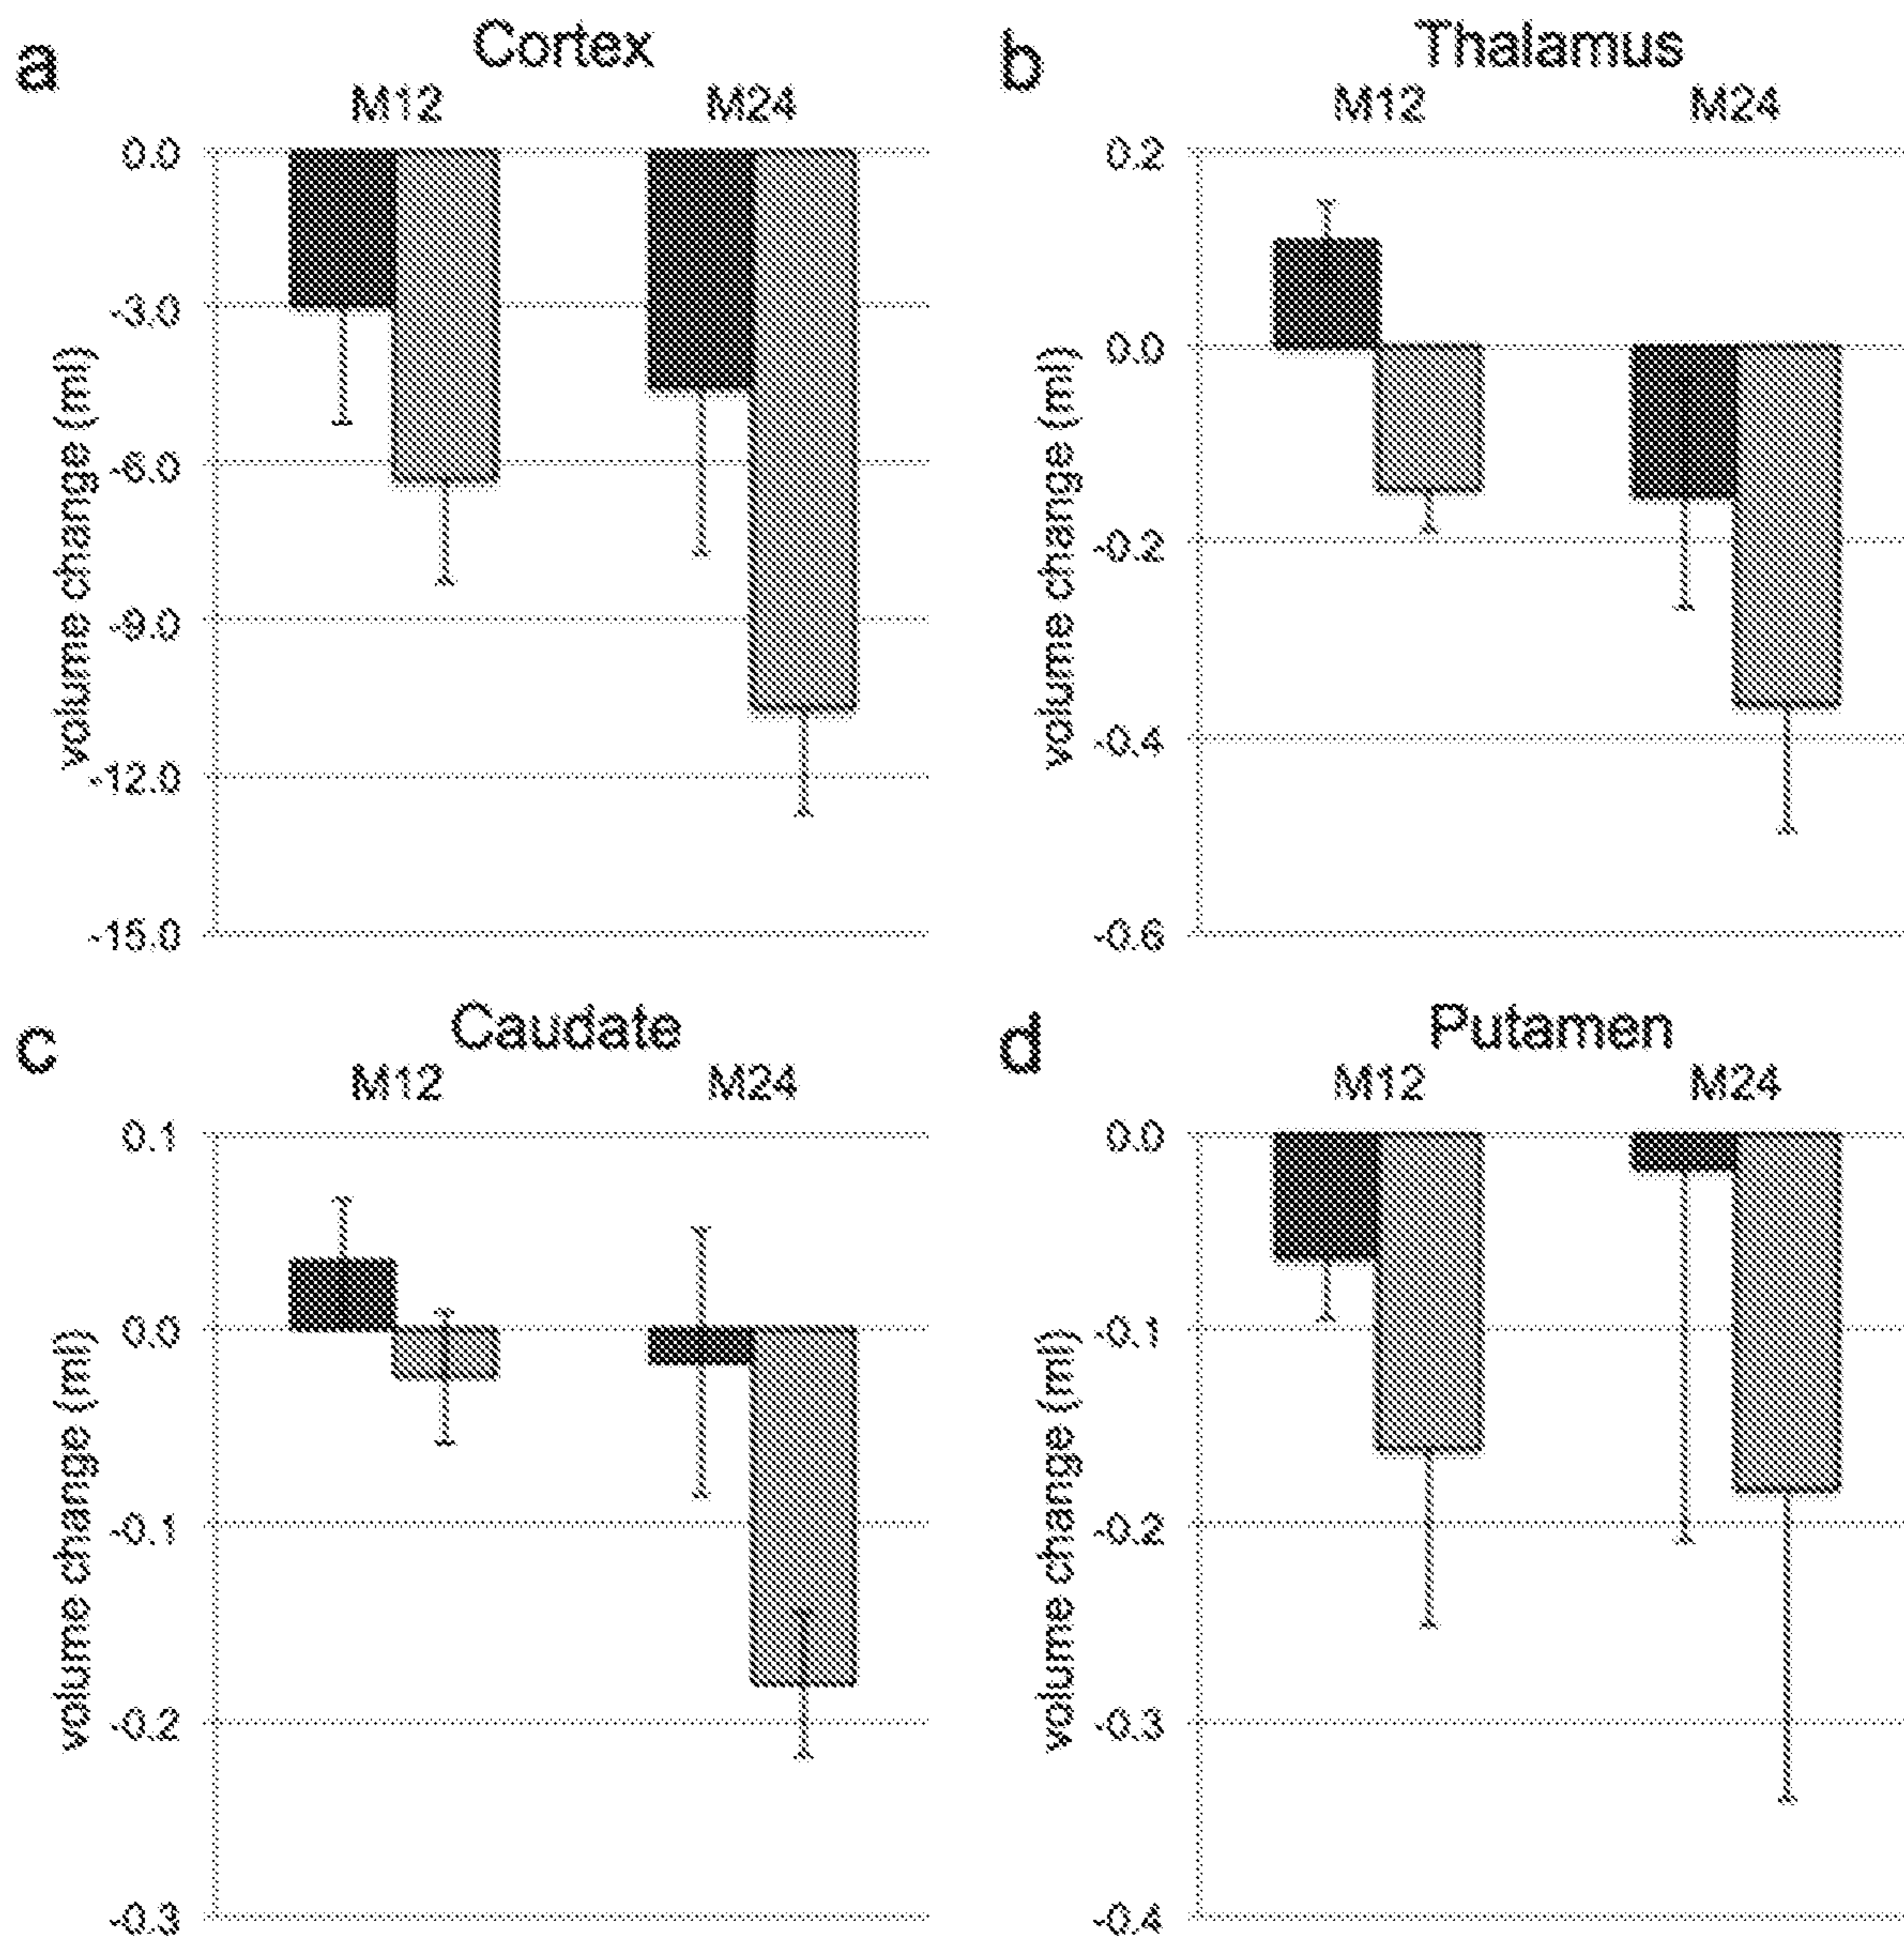 a
Cortex
M12 M24
0.0
-3.0
-6.0
-9.0
-12.0
-15.0
volume change (ml)
b
Thalamus
M12 M24
0.2
0.0
-0.2
-0.4
-0.6
volume change (ml)
c
Caudate
M12 M24
0.1
0.0
-0.1
-0.2
-0.3
volume change (ml)
d
Putamen
M12 M24
0.0
-0.1
-0.2
-0.3
-0.4
volume change (ml)